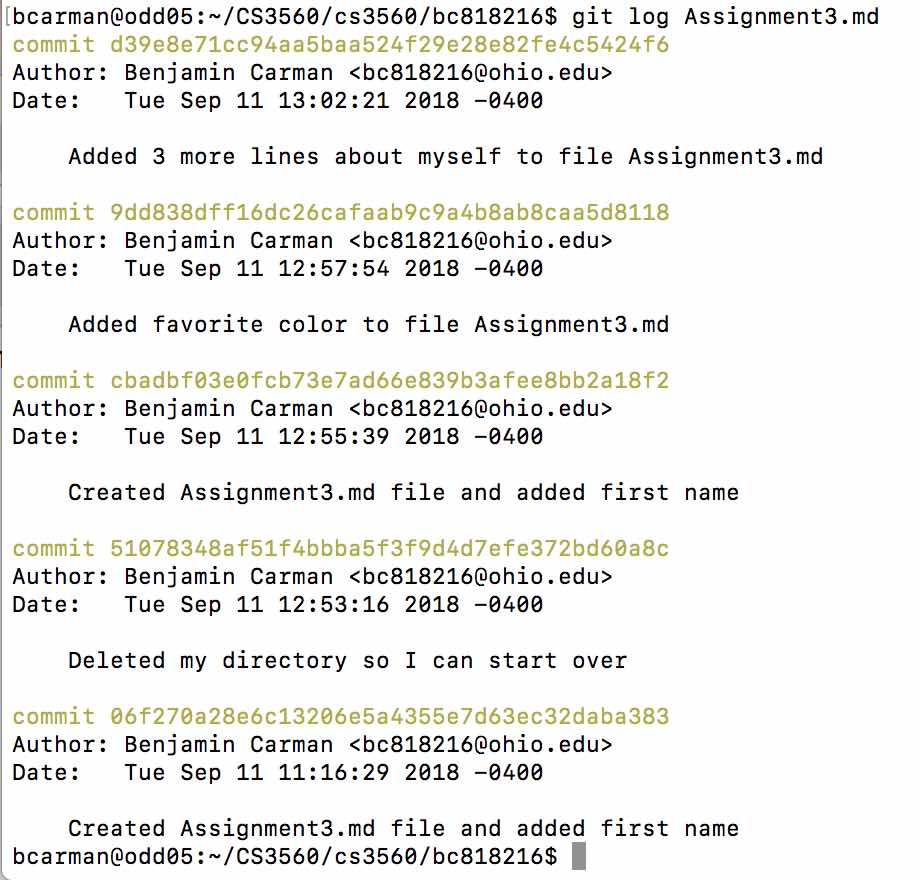 [bcarman@odd05:~/CS3560/cs3560/bc818216$ git log Assignment3.md
commit d39e8e71cc94aa5baa524f29e28e82fe4c5424f6
Author: Benjamin Carman <bc818216@ohio.edu>
Date:   Tue Sep 11 13:02:21 2018 -0400

    Added 3 more lines about myself to file Assignment3.md

commit 9dd838dff16dc26cafaab9c9a4b8ab8caa5d8118
Author: Benjamin Carman <bc818216@ohio.edu>
Date:   Tue Sep 11 12:57:54 2018 -0400

    Added favorite color to file Assignment3.md

commit cbadbf03e0fcb73e7ad66e839b3afee8bb2a18f2
Author: Benjamin Carman <bc818216@ohio.edu>
Date:   Tue Sep 11 12:55:39 2018 -0400

    Created Assignment3.md file and added first name

commit 51078348af51f4bbba5f3f9d4d7efe372bd60a8c
Author: Benjamin Carman <bc818216@ohio.edu>
Date:   Tue Sep 11 12:53:16 2018 -0400

    Deleted my directory so I can start over

commit 06f270a28e6c13206e5a4355e7d63ec32daba383
Author: Benjamin Carman <bc818216@ohio.edu>
Date:   Tue Sep 11 11:16:29 2018 -0400

    Created Assignment3.md file and added first name
bcarman@odd05:~/CS3560/cs3560/bc818216$